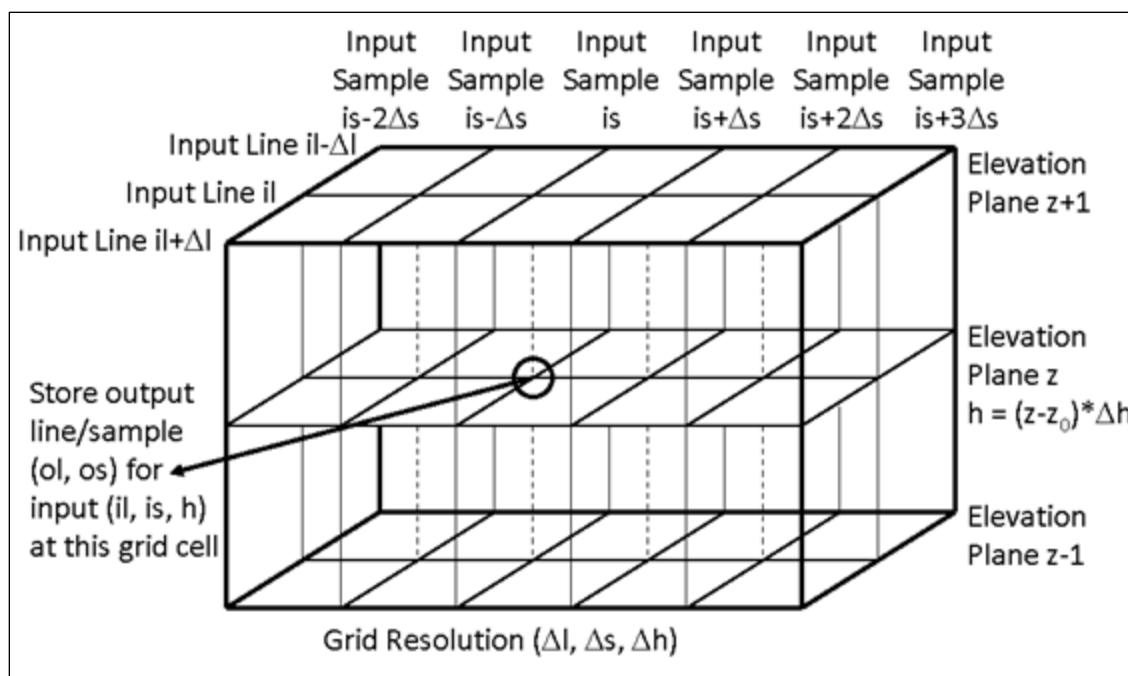 Input Sample is-2Δs
Input Sample is-Δs
Input Sample is
Input Sample is+Δs
Input Sample is+2Δs
Input Sample is+3Δs
Input Line il-Δl
Input Line il
Input Line il+Δl
Elevation
Plane z+1
Elevation
Plane z
h = (z-z₀)*Δh
Store output
line/sample
(ol, os) for
input (il, is, h)
at this grid cell
Elevation
Plane z-1
Grid Resolution (Δl, Δs, Δh)